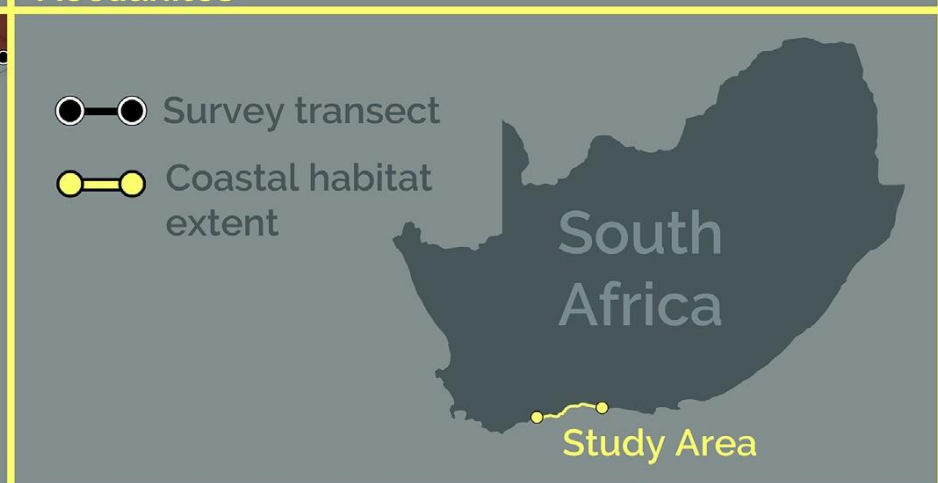 Survey transect
Coastal habitat
extent
South
Africa
Study Area